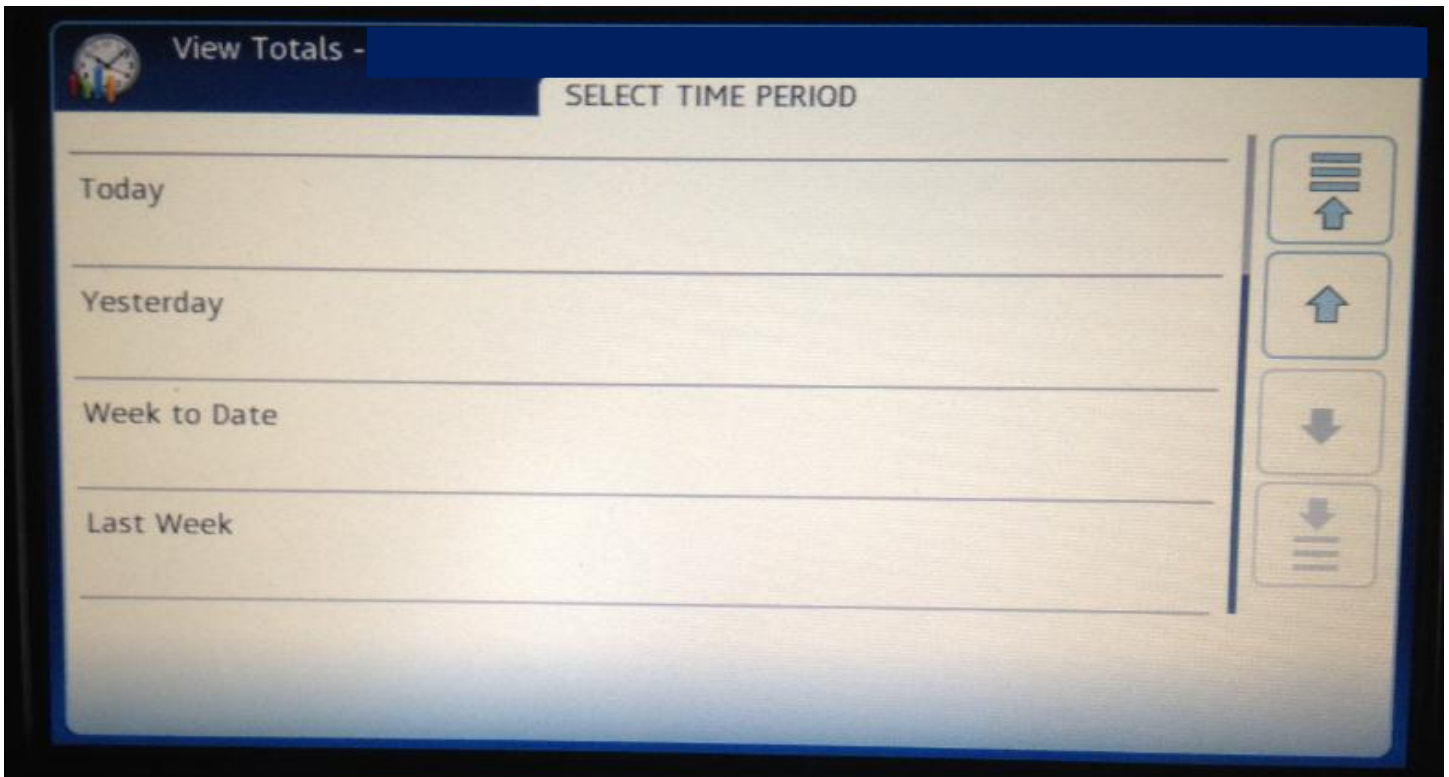 View Totals -
SELECT TIME PERIOD
Today
Yesterday
Week to Date
Last Week